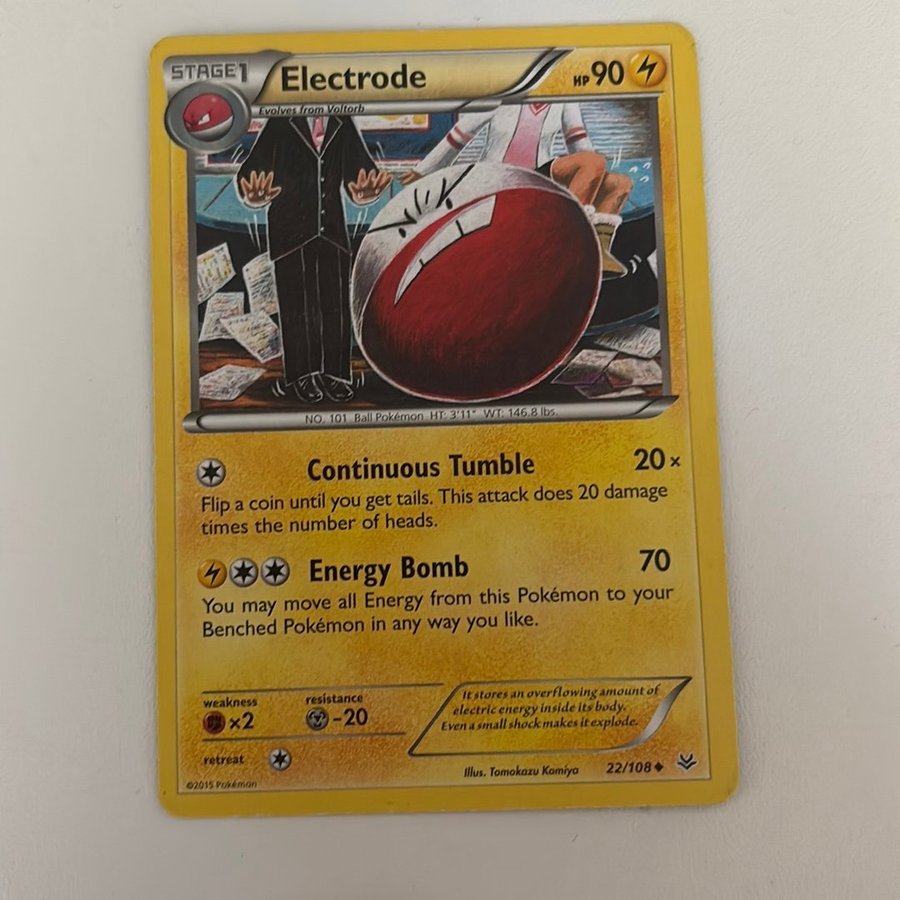 STAGE1
Electrode
HP90
Evolves from Voltorb
NO. 101 Ball Pokémon HT: 3'11" WT: 146.8 lbs.
Continuous Tumble 20×
Flip a coin until you get tails. This attack does 20 damage
times the number of heads.
Energy Bomb 70
You may move all Energy from this Pokémon to your
Benched Pokémon in any way you like.
weakness
×2
resistance
-20
It stores an overflowing amount of
electric energy inside its body.
Even a small shock makes it explode.
retreat
Illus. Tomokazu Komiya
22/108
©2015 Pokémon